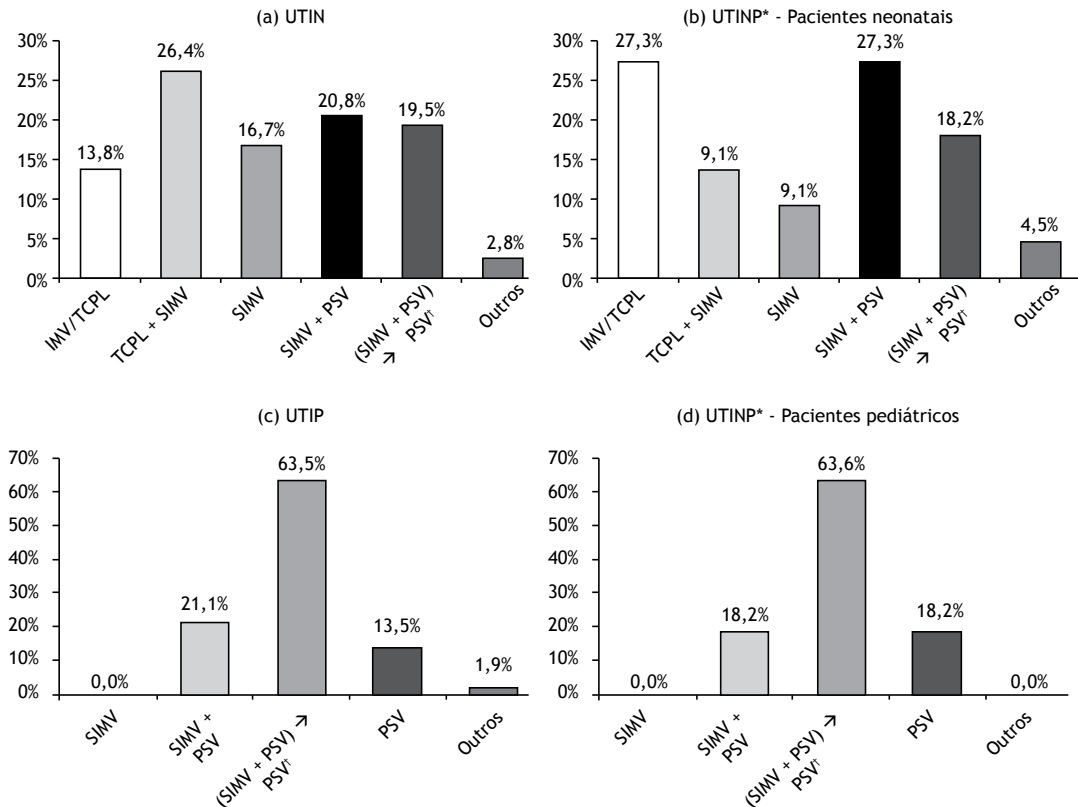 (a) UTIN
30%
25%
20%
15%
10%
5%
0%
13,8%
26,4%
16,7%
20,8%
19,5%
2,8%
IMV/TCPL
TCPL + SIMV
SIMV
SIMV + PSV
(SIMV + PSV)
→ PSV†
Outros
(b) UTINP* - Pacientes neonatais
30%
25%
20%
15%
10%
5%
0%
27,3%
9,1%
9,1%
27,3%
18,2%
4,5%
IMV/TCPL
TCPL + SIMV
SIMV
SIMV + PSV
(SIMV + PSV)
→ PSV†
Outros
(c) UTIP
70%
60%
50%
40%
30%
20%
10%
0%
0,0%
21,1%
63,5%
13,5%
1,9%
SIMV
SIMV +
PSV
(SIMV + PSV) →
PSV†
PSV
Outros
(d) UTINP* - Pacientes pediátricos
70%
60%
50%
40%
30%
20%
10%
0%
0,0%
18,2%
63,6%
18,2%
0,0%
SIMV
SIMV +
PSV
(SIMV + PSV) →
PSV†
PSV
Outros